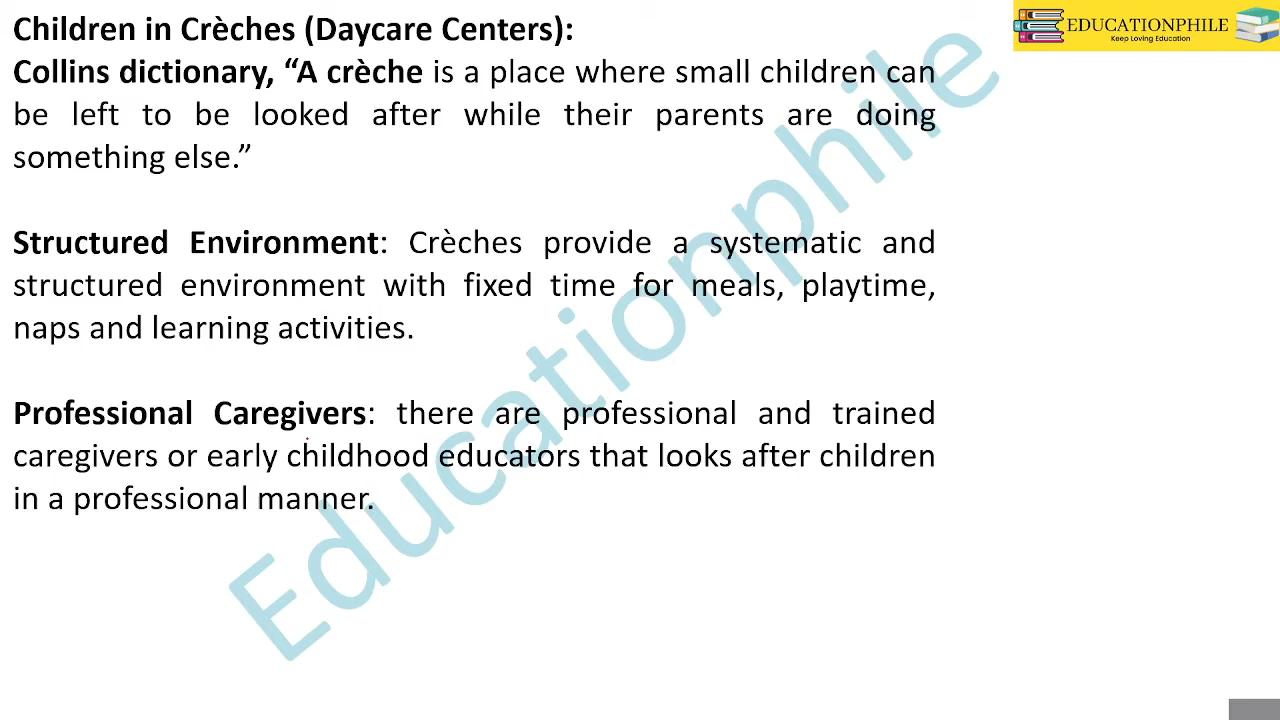 Children in Crèches (Daycare Centers):
Collins dictionary, “A crèche is a place where small children can
be left to be looked after while their parents are doing
something else.”
Structured Environment: Crèches provide a systematic and
structured environment with fixed time for meals, playtime,
naps and learning activities.
Professional Caregivers: there are professional and trained
caregivers or early childhood educators that looks after children
in a professional manner.
EDUCATIONPHILE
Keep Loving Education
Educationphile